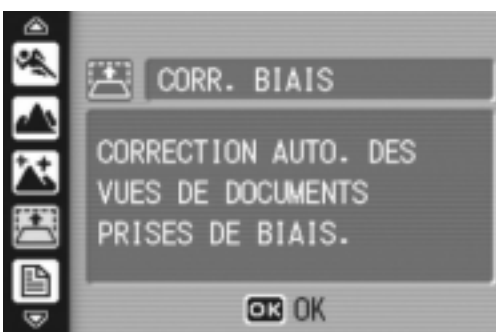 CORR. BIAIS
CORRECTION AUTO. DES
VUES DE DOCUMENTS
PRISES DE BIAIS.
OK OK